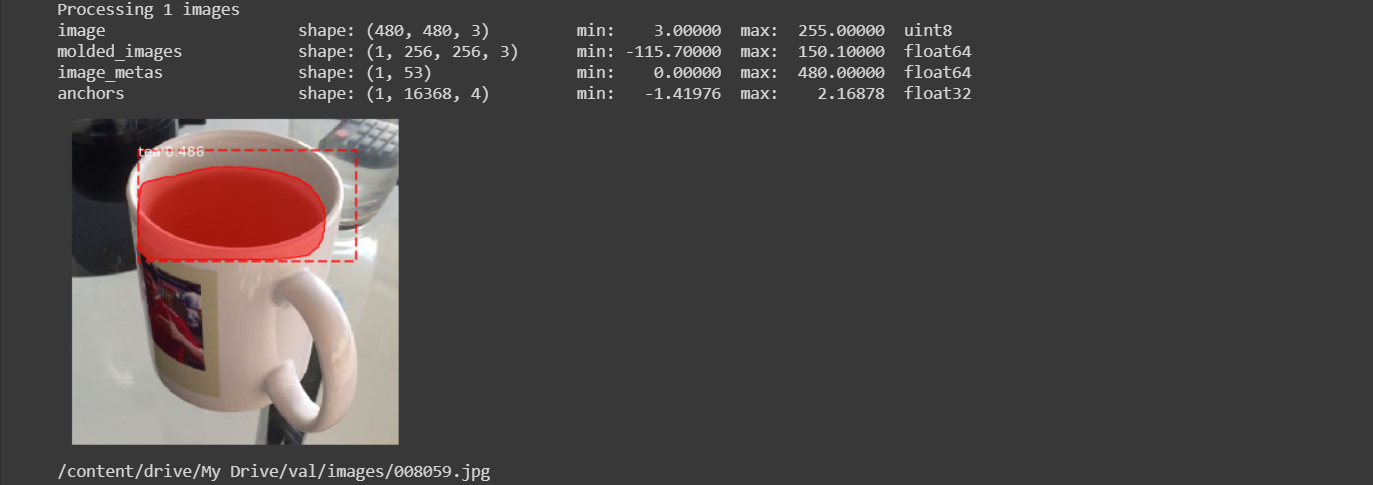 Processing 1 images
image shape: (480, 480, 3) min: 3.00000 max: 255.00000 uint8
molded_images shape: (1, 256, 256, 3) min: -115.70000 max: 150.10000 float64
image_metas shape: (1, 53) min: 0.00000 max: 480.00000 float64
anchors shape: (1, 16368, 4) min: -1.41976 max: 2.16878 float32
tea 0.486
/content/drive/My Drive/val/images/008059.jpg